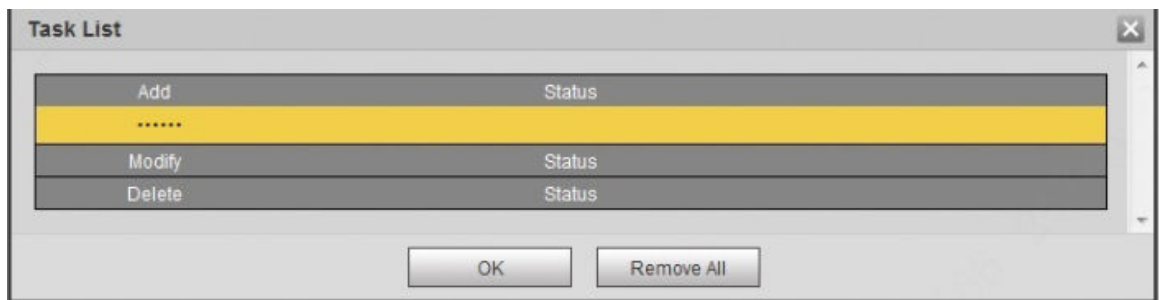 Task List
Add Status
••••••
Modify Status
Delete Status
OK Remove All